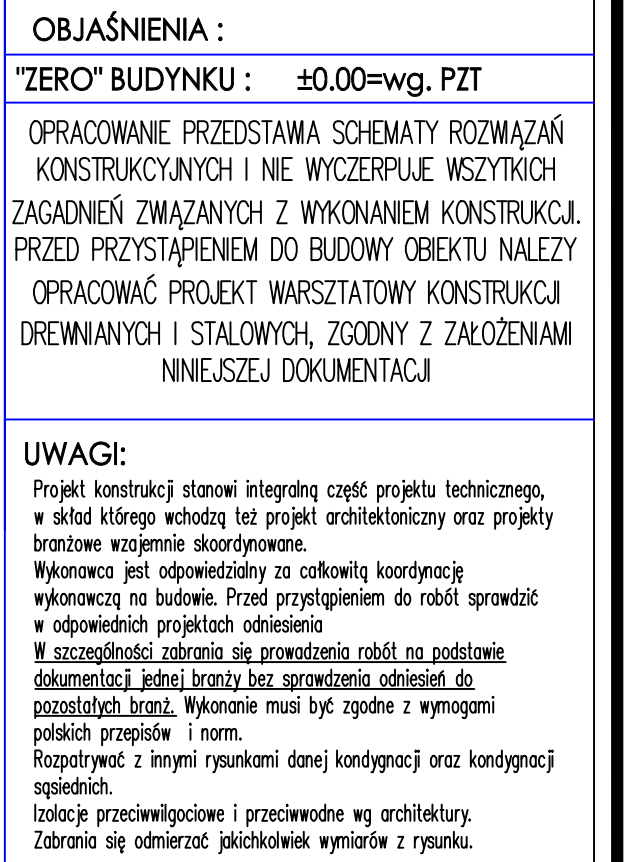 OBJAŚNIENIA :
"ZERO" BUDYNKU :    ±0.00=wg. PZT
OPRACOWANIE PRZEDSTAWIA SCHEMATY ROZWIĄZAŃ
KONSTRUKCYJNYCH I NIE WYCZERPUJE WSZYTKICH
ZAGADNIEŃ ZWIĄZANYCH Z WYKONANIEM KONSTRUKCJI.
PRZED PRZYSTĄPIENIEM DO BUDOWY OBIEKTU NALEZY
OPRACOWAĆ PROJEKT WARSZTATOWY KONSTRUKCJI
DREWNIANYCH I STALOWYCH, ZGODNY Z ZAŁOŻENIAMI
NINIEJSZEJ DOKUMENTACJI
UWAGI:
Projekt konstrukcji stanowi integralną część projektu technicznego,
w skład którego wchodzą też projekt architektoniczny oraz projekty
branżowe wzajemnie skoordynowane.
Wykonawca jest odpowiedzialny za całkowitą koordynację
wykonawczą na budowie. Przed przystąpieniem do robót sprawdzić
w odpowiednich projektach odniesienia
W szczególności zabrania się prowadzenia robót na podstawie
dokumentacji jednej branży bez sprawdzenia odniesień do
pozostałych branż. Wykonanie musi być zgodne z wymogami
polskich przepisów i norm.
Rozpatrywać z innymi rysunkami danej kondygnacji oraz kondygnacji
sąsiednich.
Izolacje przeciwwilgociowe i przeciwwodne wg architektury.
Zabrania się odmierzać jakichkolwiek wymiarów z rysunku.